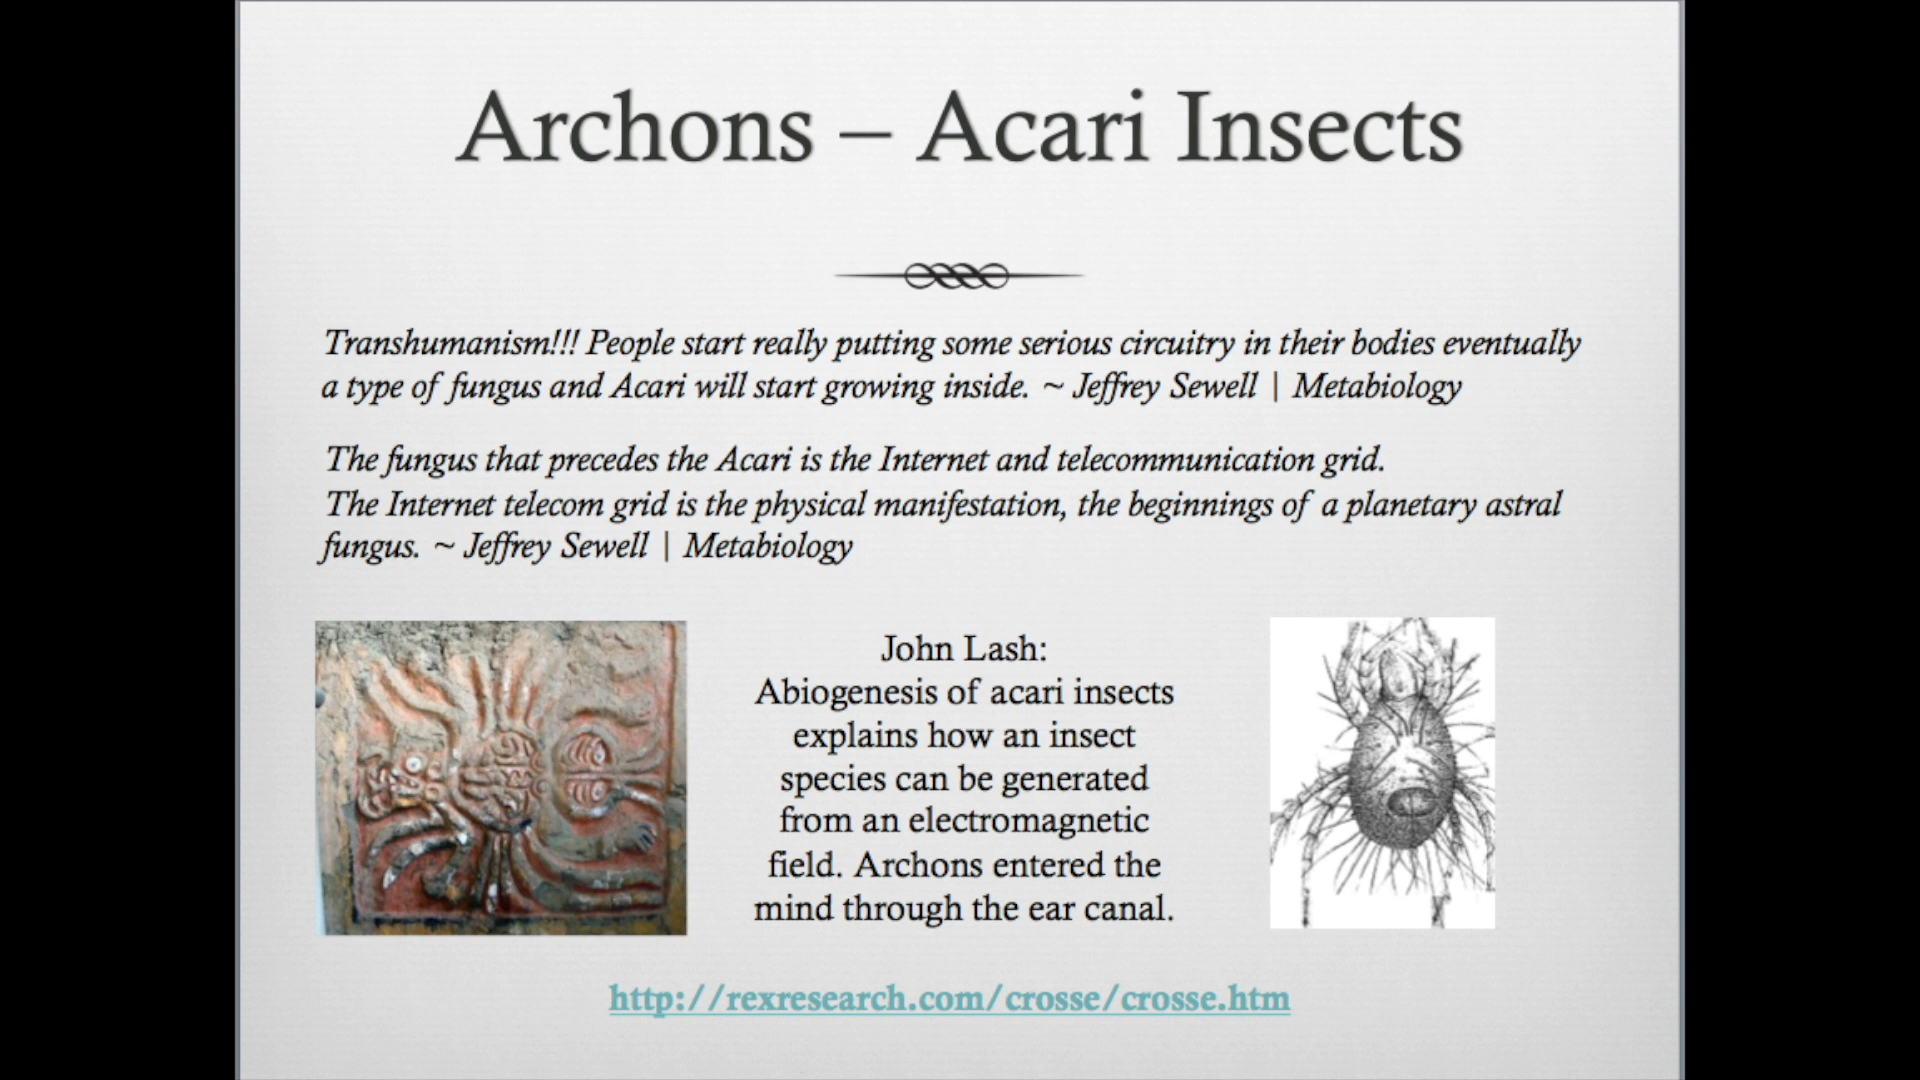 Archons – Acari Insects
Transhumanism!!! People start really putting some serious circuitry in their bodies eventually
a type of fungus and Acari will start growing inside. ~ Jeffrey Sewell | Metabiology
The fungus that precedes the Acari is the Internet and telecommunication grid.
The Internet telecom grid is the physical manifestation, the beginnings of a planetary astral
fungus. ~ Jeffrey Sewell | Metabiology
John Lash:
Abiogenesis of acari insects
explains how an insect
species can be generated
from an electromagnetic
field. Archons entered the
mind through the ear canal.
http://rexresearch.com/crosse/crosse.htm